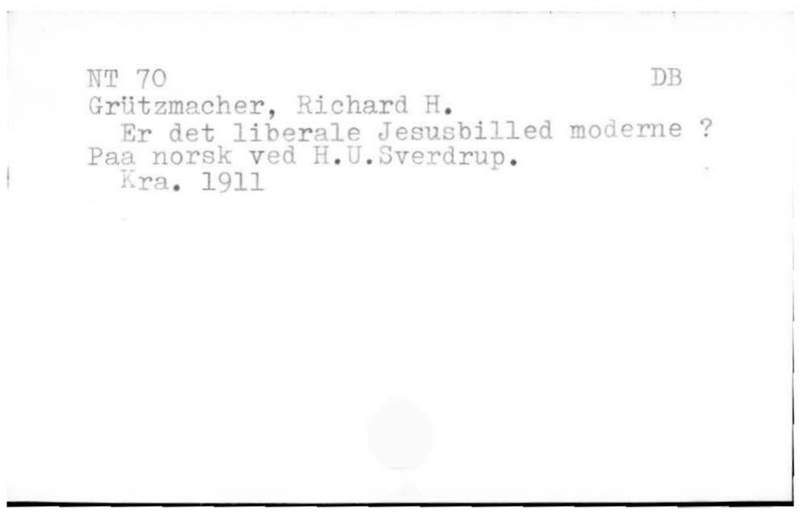 NT 70 DB
Grützmacher, Richard H.
Er det liberale Jesusbilled moderne ?
Paa norsk ved H.U.Sverdrup.
Kra. 1911